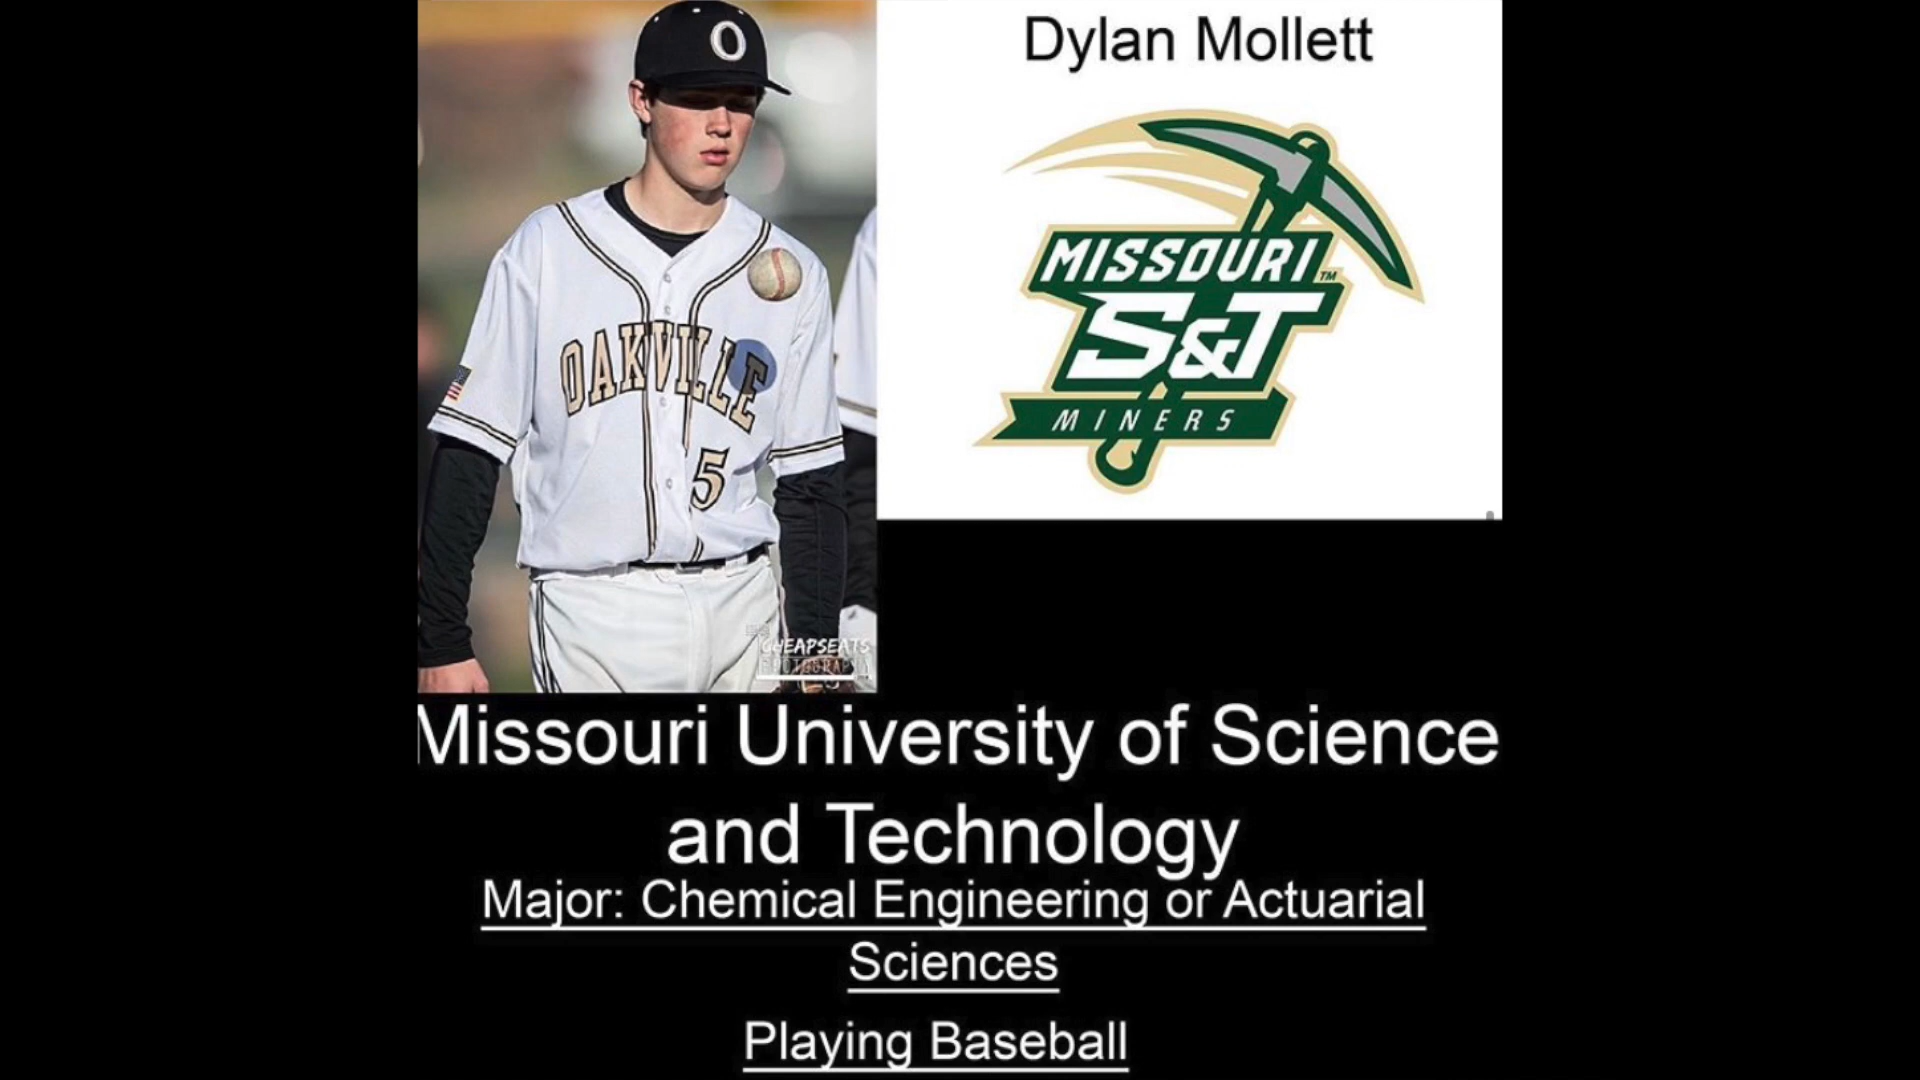 O
Dylan Mollett
MISSOURI
TM
S&T
MINERS
OAKVILLE
5
CHEAPSEATS
Missouri University of Science
and Technology
Major: Chemical Engineering or Actuarial
Sciences
Playing Baseball